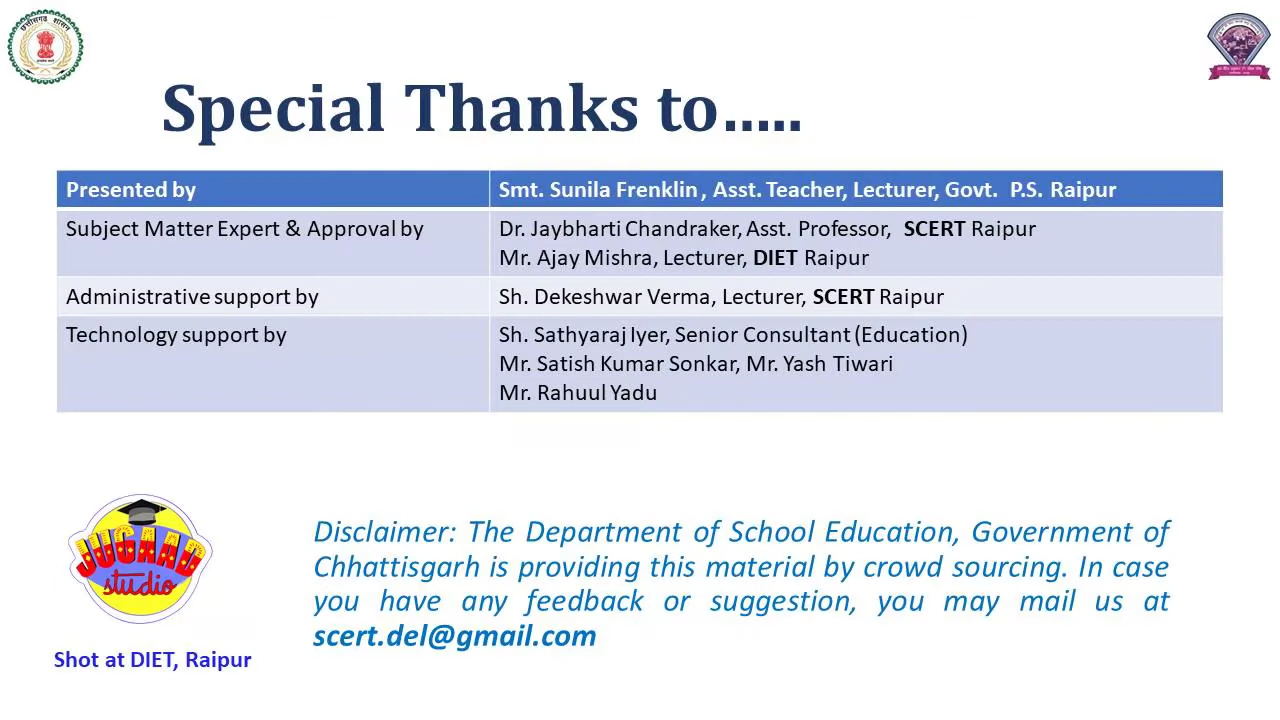 छत्तीसगढ़ शासन
Special Thanks to…..
Presented by
Smt. Sunila Frenklin , Asst. Teacher, Lecturer, Govt. P.S. Raipur
Subject Matter Expert & Approval by
Dr. Jaybharti Chandraker, Asst. Professor, SCERT Raipur
Mr. Ajay Mishra, Lecturer, DIET Raipur
Administrative support by
Sh. Dekeshwar Verma, Lecturer, SCERT Raipur
Technology support by
Sh. Sathyaraj Iyer, Senior Consultant (Education)
Mr. Satish Kumar Sonkar, Mr. Yash Tiwari
Mr. Rahuul Yadu
JUGAAD
studio
Shot at DIET, Raipur
Disclaimer: The Department of School Education, Government of
Chhattisgarh is providing this material by crowd sourcing. In case
you have any feedback or suggestion, you may mail us at
scert.del@gmail.com